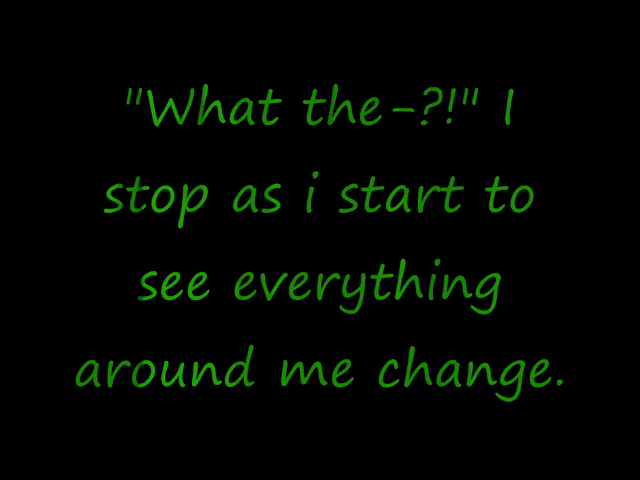 "What the-?!" I
stop as i start to
see everything
around me change.